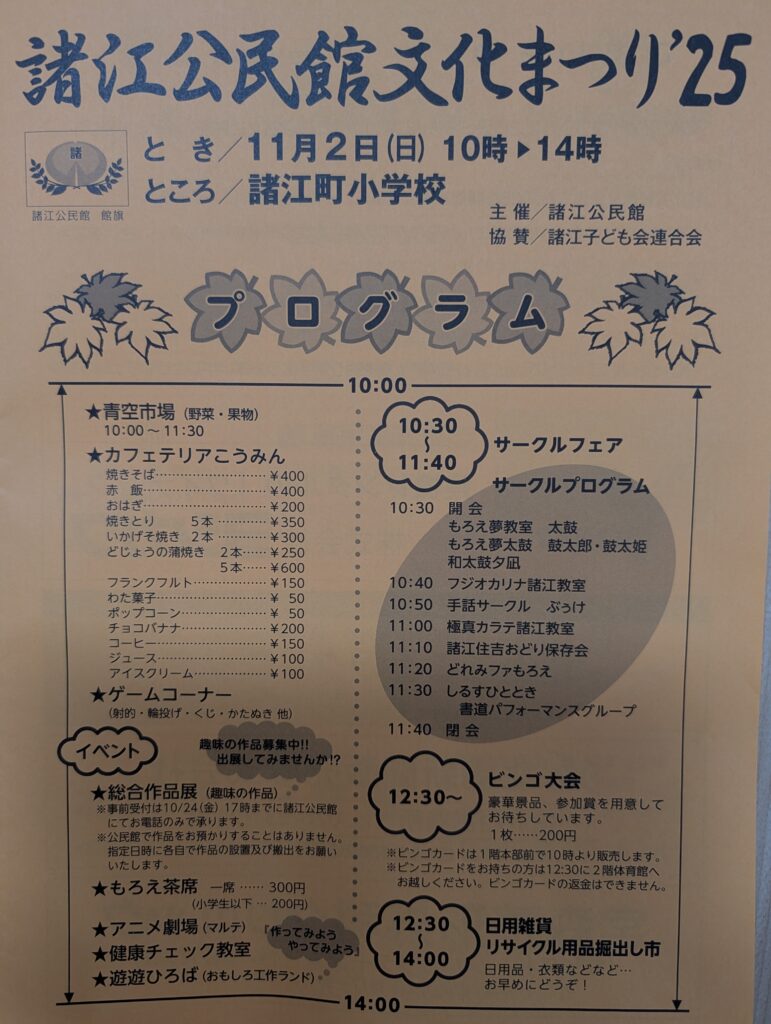 諸江公民館文化まつり'25
諸
諸江公民館 館旗
とき／11月2日(日) 10時▶14時
ところ／諸江町小学校
主催／諸江公民館
協賛／諸江子ども会連合会
プログラム
10:00
★青空市場（野菜・果物）
10:00～11:30
★カフェテリアこうみん
焼きそば……………………¥400
赤　飯………………………¥400
おはぎ………………………¥200
焼きとり　　5本…………¥350
いかげそ焼き　2本………¥300
どじょうの蒲焼き　2本……¥250
5本……¥600
フランクフルト……………¥150
わた菓子……………………¥ 50
ポップコーン………………¥ 50
チョコバナナ………………¥200
コーヒー……………………¥150
ジュース……………………¥100
アイスクリーム……………¥100
★ゲームコーナー
（射的・輪投げ・くじ・かたぬき 他）
イベント
趣味の作品募集中!!
出展してみませんか!?
★総合作品展（趣味の作品）
※事前受付は10/24(金) 17時までに諸江公民館
にてお電話のみで承ります。
※公民館で作品をお預かりすることはありません。
指定日時に各自で作品の設置及び搬出をお願い
いたします。
★もろえ茶席　一席……300円
(小学生以下…200円)
★アニメ劇場（マルテ）
★健康チェック教室
★遊遊ひろば（おもしろ工作ランド）
『作ってみよう
やってみよう』
10:30
～
11:40
サークルフェア
サークルプログラム
10:30　開会
もろえ夢教室　太鼓
もろえ夢太鼓　鼓太郎・鼓太姫
和太鼓夕凪
10:40　フジオカリナ諸江教室
10:50　手話サークル　ぶぅけ
11:00　極真カラテ諸江教室
11:10　諸江住吉おどり保存会
11:20　どれみファもろえ
11:30　しるすひととき
書道パフォーマンスグループ
11:40　閉会
12:30～
ビンゴ大会
豪華景品、参加賞を用意して
お待ちしています。
1枚……200円
※ビンゴカードは1階本部前で10時より販売します。
※ビンゴカードをお持ちの方は12:30に2階体育館へ
お越しください。ビンゴカードの返金はできません。
12:30
～
14:00
日用雑貨
リサイクル用品掘出し市
日用品・衣類などなど…
お早めにどうぞ！
14:00